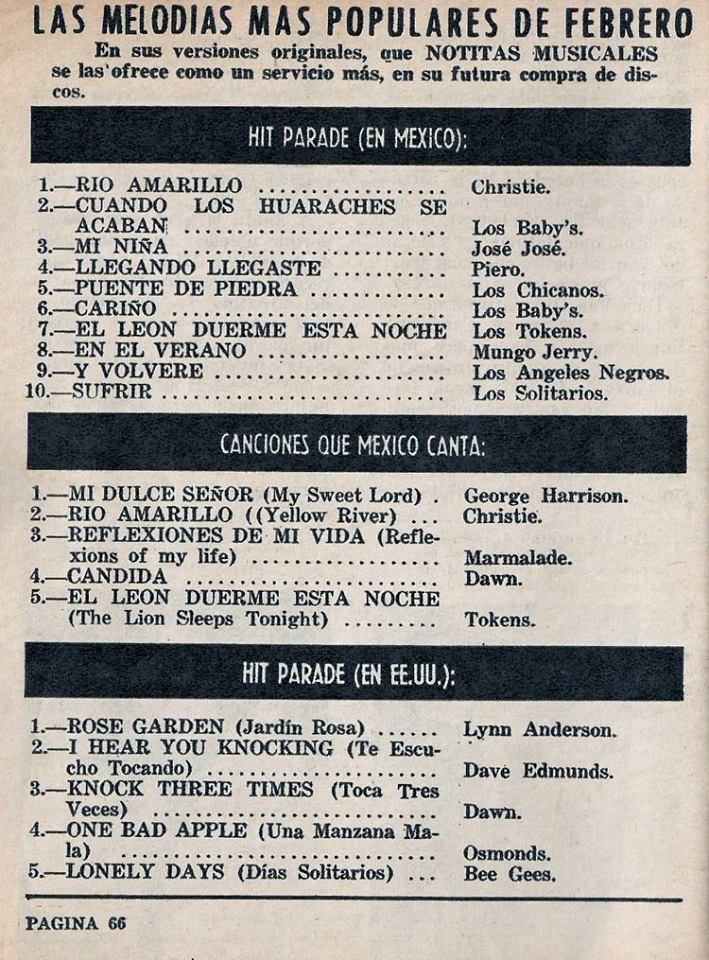 LAS MELODIAS MAS POPULARES DE FEBRERO
En sus versiones originales, que NOTITAS MUSICALES
se las ofrece como un servicio más, en su futura compra de dis-
cos.
HIT PARADE (EN MEXICO):
1.—RIO AMARILLO .................. Christie.
2.—CUANDO LOS HUARACHES SE
ACABAN ......................... Los Baby's.
3.—MI NIÑA ......................... José José.
4.—LLEGANDO LLEGASTE ........... Piero.
5.—PUENTE DE PIEDRA ............. Los Chicanos.
6.—CARIÑO .......................... Los Baby's.
7.—EL LEON DUERME ESTA NOCHE Los Tokens.
8.—EN EL VERANO .................. Mungo Jerry.
9.—Y VOLVERE ...................... Los Angeles Negros.
10.—SUFRIR ........................... Los Solitarios.
CANCIONES QUE MEXICO CANTA:
1.—MI DULCE SEÑOR (My Sweet Lord) . George Harrison.
2.—RIO AMARILLO ((Yellow River) ... Christie.
3.—REFLEXIONES DE MI VIDA (Refle-
xions of my life) .................. Marmalade.
4.—CANDIDA ........................ Dawn.
5.—EL LEON DUERME ESTA NOCHE
(The Lion Sleeps Tonight) ......... Tokens.
HIT PARADE (EN EE.UU.):
1.—ROSE GARDEN (Jardín Rosa) ...... Lynn Anderson.
2.—I HEAR YOU KNOCKING (Te Escu-
cho Tocando) ...................... Dave Edmunds.
3.—KNOCK THREE TIMES (Toca Tres
Veces) ............................. Dawn.
4.—ONE BAD APPLE (Una Manzana Ma-
la) .............................. Osmonds.
5.—LONELY DAYS (Días Solitarios) ... Bee Gees.
PAGINA 66